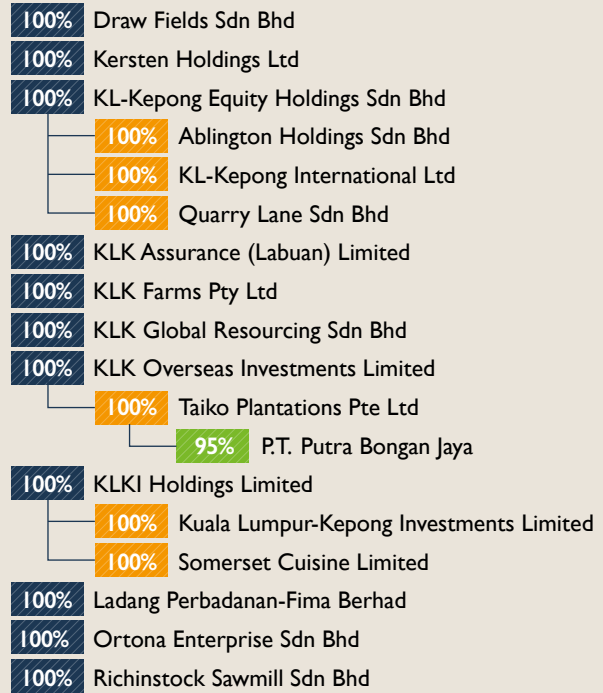 100% Draw Fields Sdn Bhd
100% Kersten Holdings Ltd
100% KL-Kepong Equity Holdings Sdn Bhd
100% Ablington Holdings Sdn Bhd
100% KL-Kepong International Ltd
100% Quarry Lane Sdn Bhd
100% KLK Assurance (Labuan) Limited
100% KLK Farms Pty Ltd
100% KLK Global Resourcing Sdn Bhd
100% KLK Overseas Investments Limited
100% Taiko Plantations Pte Ltd
95% P.T. Putra Bongan Jaya
100% KLKI Holdings Limited
100% Kuala Lumpur-Kepong Investments Limited
100% Somerset Cuisine Limited
100% Ladang Perbadanan-Fima Berhad
100% Ortona Enterprise Sdn Bhd
100% Richinstock Sawmill Sdn Bhd